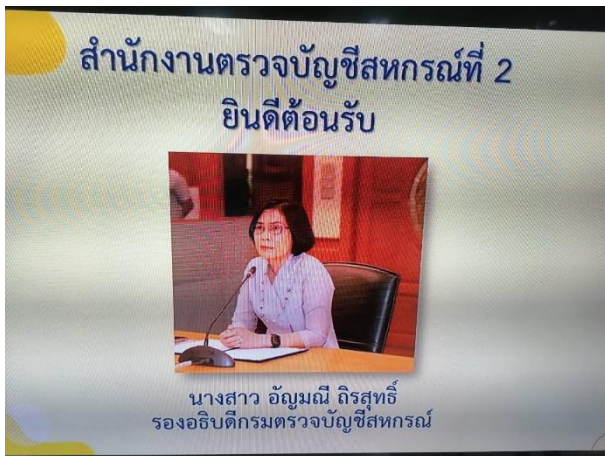 สำนักงานตรวจบัญชีสหกรณ์ที่ 2
ยินดีต้อนรับ
นางสาว อัญมณี ถิรสุทธิ์
รองอธิบดีกรมตรวจบัญชีสหกรณ์